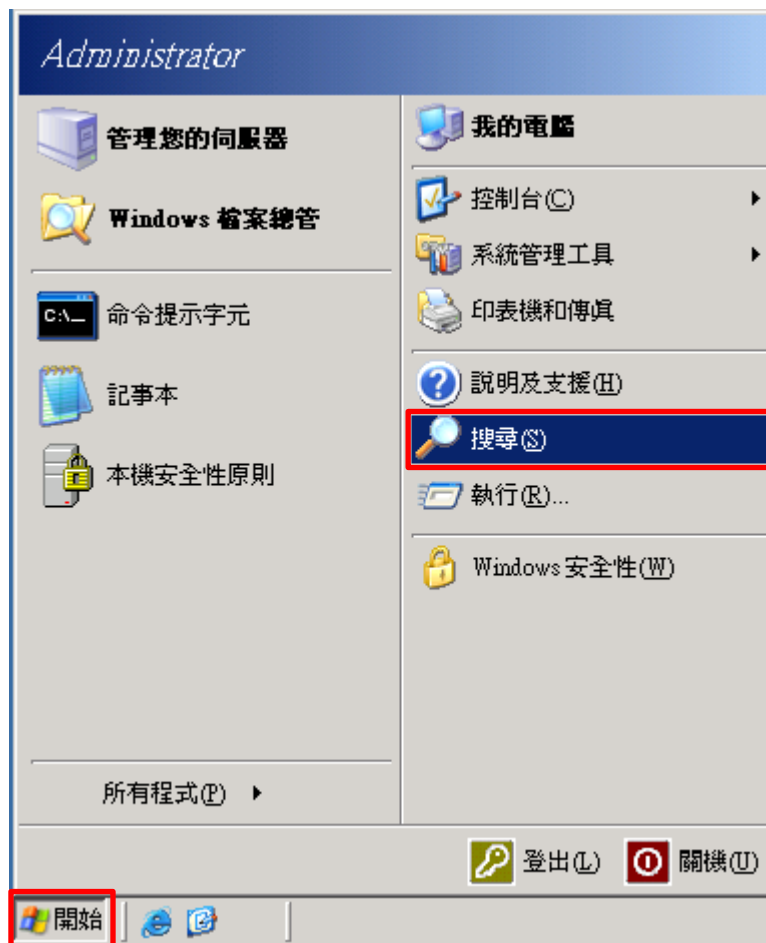 Administrator
管理您的伺服器
Windows 檔案總管
命令提示字元
C:\_
記事本
本機安全性原則
所有程式(P)
我的電腦
控制台(C)
系統管理工具
印表機和傳真
說明及支援(H)
搜尋(S)
執行(R)...
Windows 安全性(W)
登出(L)
關機(U)
開始